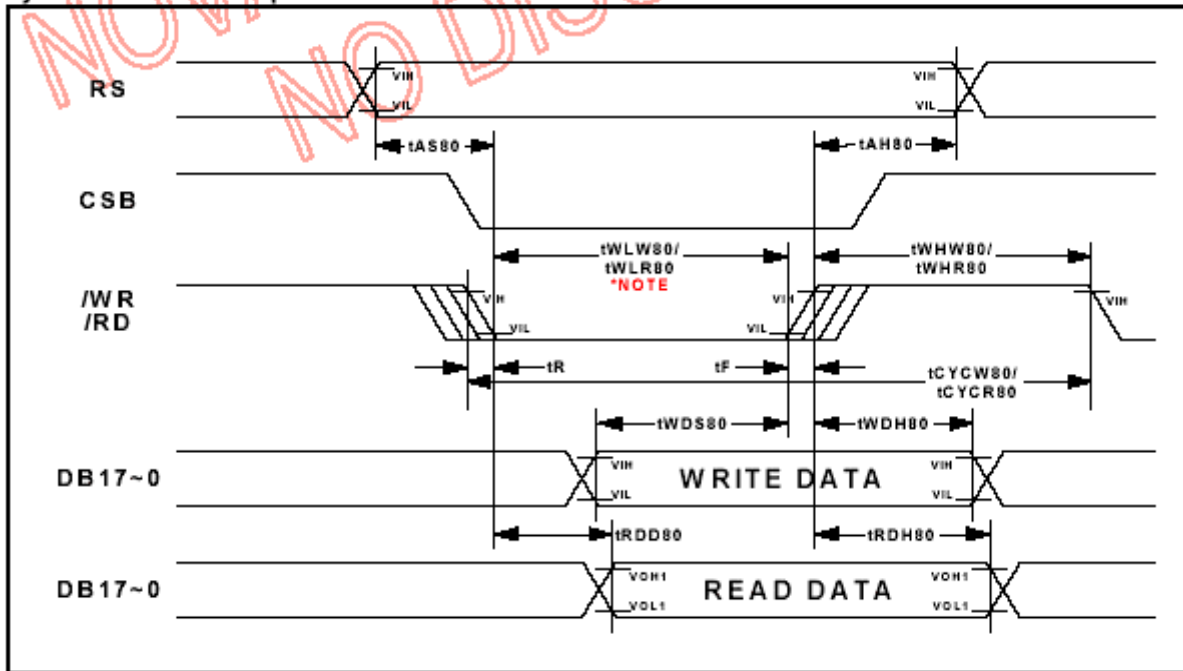 RS
VIH
VIH
VIL
VIL
tAS80
tAH80
CSB
tWLW80/
tWLR80
*NOTE
tWHW80/
tWHR80
/WR
/RD
VIH
VIH
VIH
VIL
VIL
tR
tF
tCYCW80/
tCYCR80
tWDS80
tWDH80
DB17~0
VIH
WRITE DATA
VIH
VIL
VIL
tRDD80
tRDH80
DB17~0
VOH1
READ DATA
VOH1
VOL1
VOL1